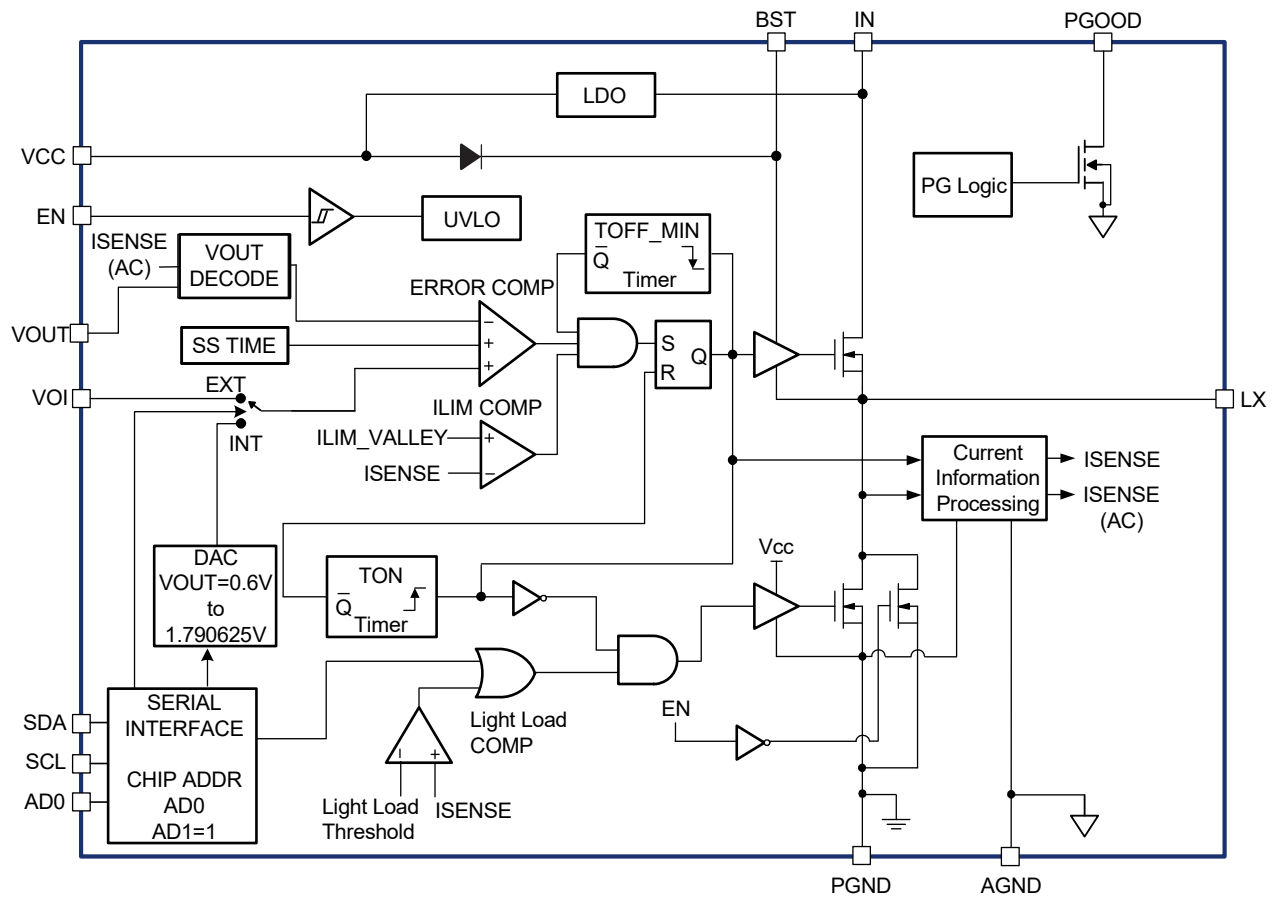 BST
IN
PGOOD
LDO
VCC
PG Logic
EN
UVLO
TOFF_MIN
Q̅
Timer
ISENSE
(AC)
VOUT
DECODE
ERROR COMP
−
+
+
VOUT
SS TIME
S
R
Q
VOI
EXT
INT
LX
ILIM COMP
ILIM_VALLEY
+
ISENSE
−
Current
Information
Processing
ISENSE
ISENSE
(AC)
DAC
VOUT=0.6V
to
1.790625V
TON
Q̅
Timer
Vcc
SERIAL
INTERFACE
CHIP ADDR
AD0
AD1=1
SDA
SCL
AD0
Light Load
COMP
−
+
Light Load
Threshold
ISENSE
EN
PGND
AGND